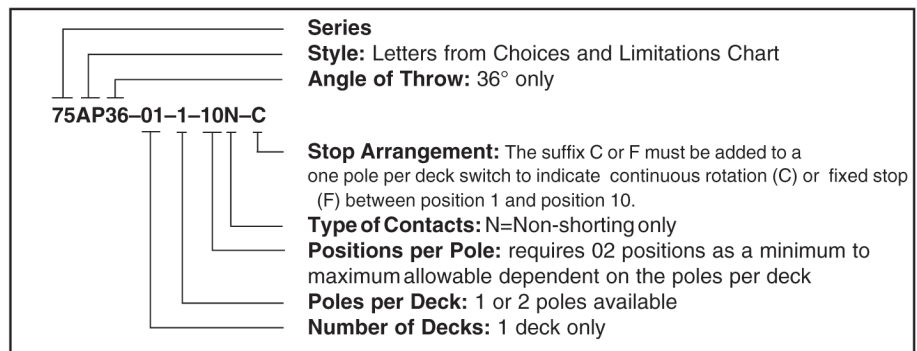 Series
Style: Letters from Choices and Limitations Chart
Angle of Throw: 36° only
75AP36–01–1–10N–C
Stop Arrangement: The suffix C or F must be added to a
one pole per deck switch to indicate continuous rotation (C) or fixed stop
(F) between position 1 and position 10.
Type of Contacts: N=Non-shorting only
Positions per Pole: requires 02 positions as a minimum to
maximum allowable dependent on the poles per deck
Poles per Deck: 1 or 2 poles available
Number of Decks: 1 deck only